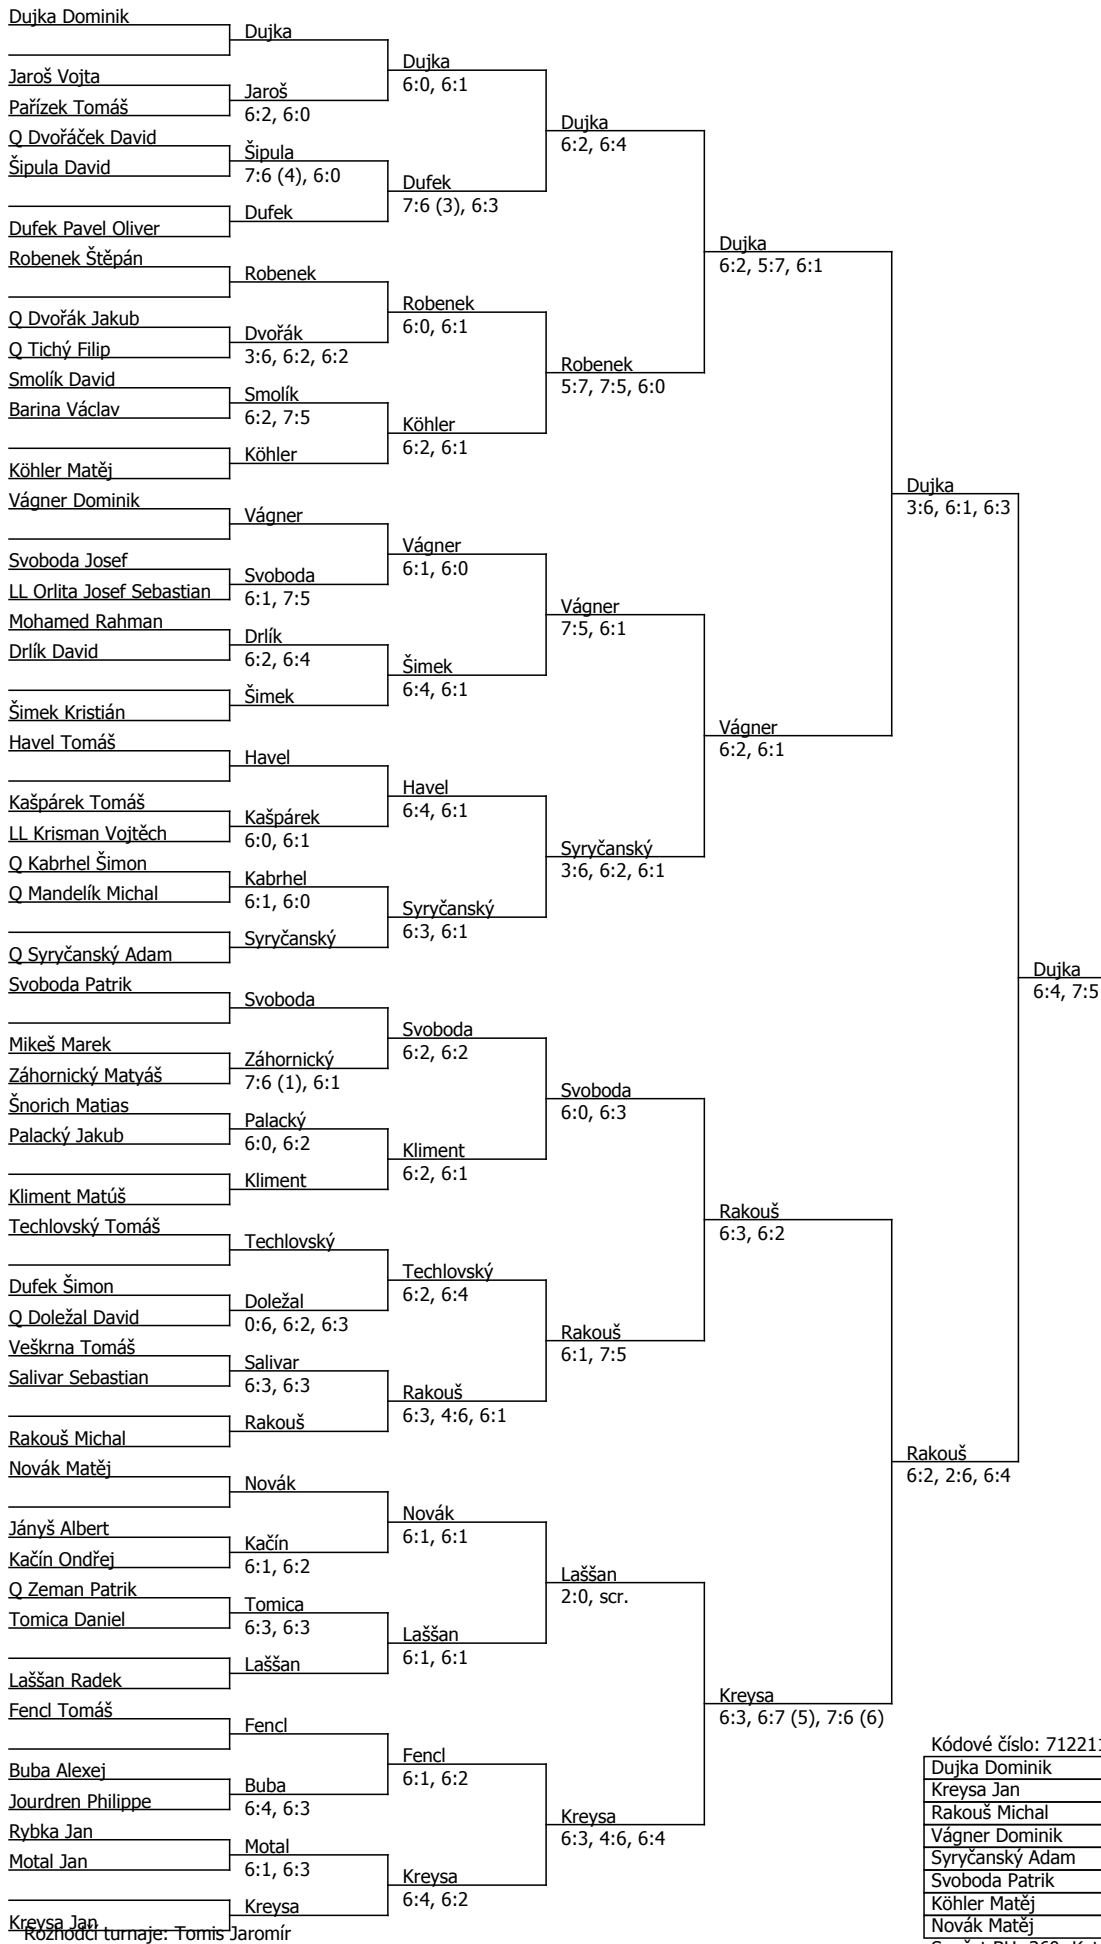 Dujka Dominik
Jaroš Vojta
Pařízek Tomáš
Q Dvořáček David
Šipula David
Dufek Pavel Oliver
Robenek Štěpán
Q Dvořák Jakub
Q Tichý Filip
Smolík David
Barina Václav
Köhler Matěj
Vágner Dominik
Svoboda Josef
LL Orlita Josef Sebastian
Mohamed Rahman
Drlík David
Šimek Kristián
Havel Tomáš
Kašpárek Tomáš
LL Krisman Vojtěch
Q Kabrhel Šimon
Q Mandelík Michal
Q Syryčanský Adam
Svoboda Patrik
Mikeš Marek
Záhornický Matyáš
Šnorich Matias
Palacký Jakub
Kliment Matúš
Techlovský Tomáš
Dufek Šimon
Q Doležal David
Veškrna Tomáš
Salivar Sebastian
Rakouš Michal
Novák Matěj
Jányš Albert
Kačín Ondřej
Q Zeman Patrik
Tomica Daniel
Laššan Radek
Fencl Tomáš
Buba Alexej
Jourdren Philippe
Rybka Jan
Motal Jan
Kreysa Jan
Rozhodčí turnaje: Tomis Jaromír
Dujka
Jaroš
6:2, 6:0
Šipula
7:6 (4), 6:0
Dufek
Robenek
Dvořák
3:6, 6:2, 6:2
Smolík
6:2, 7:5
Köhler
Vágner
Svoboda
6:1, 7:5
Drlík
6:2, 6:4
Šimek
Havel
Kašpárek
6:0, 6:1
Kabrhel
6:1, 6:0
Syryčanský
Svoboda
Záhornický
7:6 (1), 6:1
Palacký
6:0, 6:2
Kliment
Techlovský
Doležal
0:6, 6:2, 6:3
Salivar
6:3, 6:3
Rakouš
Novák
Kačín
6:1, 6:2
Tomica
6:3, 6:3
Laššan
Fencl
Buba
6:4, 6:3
Motal
6:1, 6:3
Kreysa
Dujka
6:0, 6:1
Dufek
7:6 (3), 6:3
Robenek
6:0, 6:1
Köhler
6:2, 6:1
Vágner
6:1, 6:0
Šimek
6:4, 6:1
Havel
6:4, 6:1
Syryčanský
6:3, 6:1
Svoboda
6:2, 6:2
Kliment
6:2, 6:1
Techlovský
6:2, 6:4
Rakouš
6:3, 4:6, 6:1
Novák
6:1, 6:1
Laššan
6:1, 6:1
Fencl
6:1, 6:2
Kreysa
6:4, 6:2
Dujka
6:2, 6:4
Robenek
5:7, 7:5, 6:0
Vágner
7:5, 6:1
Syryčanský
3:6, 6:2, 6:1
Svoboda
6:0, 6:3
Rakouš
6:1, 7:5
Laššan
2:0, scr.
Kreysa
6:3, 4:6, 6:4
Dujka
6:2, 5:7, 6:1
Vágner
6:2, 6:1
Rakouš
6:3, 6:2
Kreysa
6:3, 6:7 (5), 7:6 (6)
Dujka
3:6, 6:1, 6:3
Rakouš
6:2, 2:6, 6:4
Dujka
6:4, 7:5
Kódové číslo: 71221
Dujka Dominik
Kreysa Jan
Rakouš Michal
Vágner Dominik
Syryčanský Adam
Svoboda Patrik
Köhler Matěj
Novák Matěj